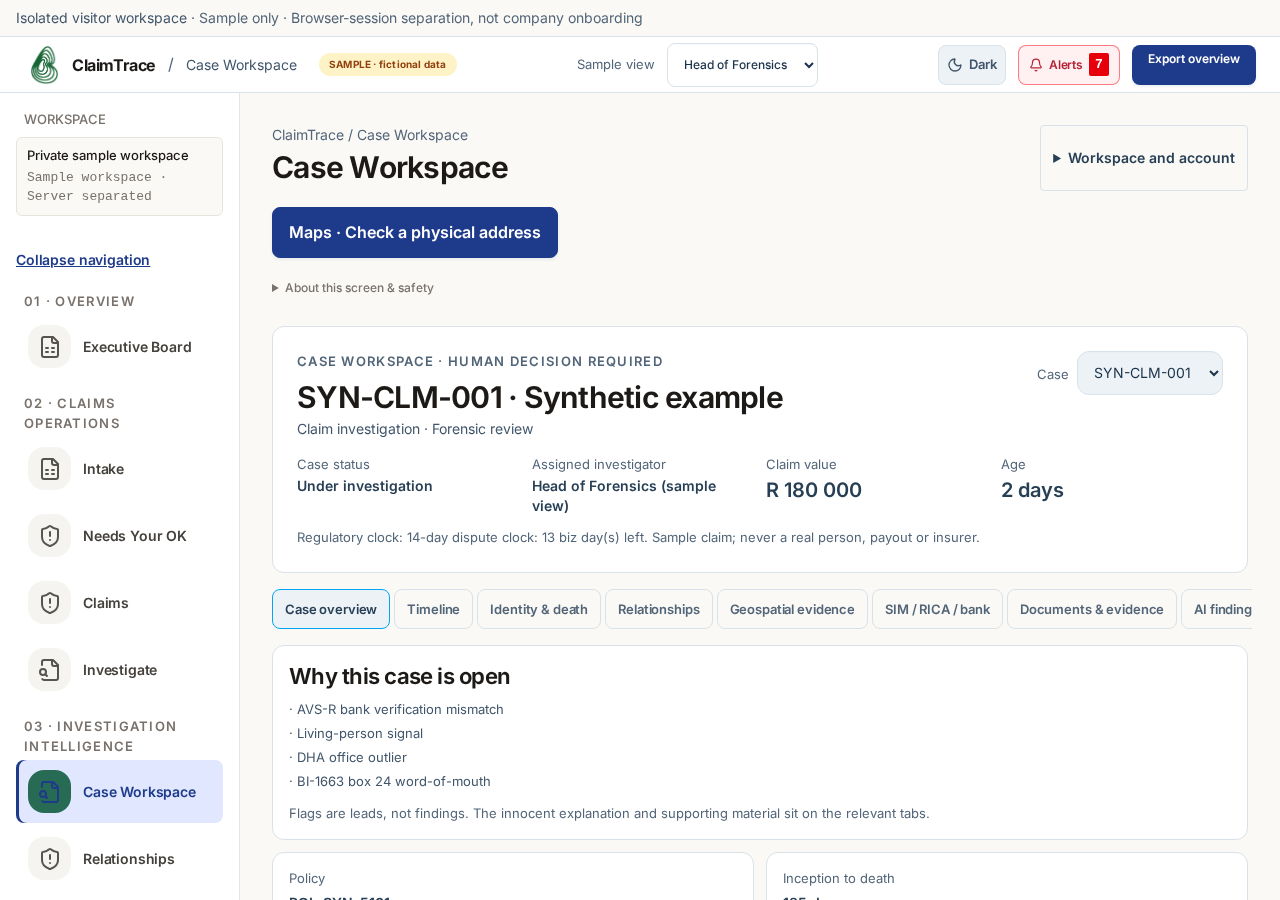 Isolated visitor workspace · Sample only · Browser-session separation, not company onboarding
ClaimTrace / Case Workspace SAMPLE · fictional data Sample view Head of Forensics Dark Alerts 7 Export overview
WORKSPACE
Private sample workspace
Sample workspace ·
Server separated
Collapse navigation
01 · OVERVIEW
Executive Board
02 · CLAIMS
OPERATIONS
Intake
Needs Your OK
Claims
Investigate
03 · INVESTIGATION
INTELLIGENCE
Case Workspace
Relationships
ClaimTrace / Case Workspace
Case Workspace
Workspace and account
Maps · Check a physical address
About this screen & safety
CASE WORKSPACE · HUMAN DECISION REQUIRED
SYN-CLM-001 · Synthetic example
Claim investigation · Forensic review
Case SYN-CLM-001
Case status
Under investigation
Assigned investigator
Head of Forensics (sample
view)
Claim value
R 180 000
Age
2 days
Regulatory clock: 14-day dispute clock: 13 biz day(s) left. Sample claim; never a real person, payout or insurer.
Case overview Timeline Identity & death Relationships Geospatial evidence SIM / RICA / bank Documents & evidence AI finding
Why this case is open
· AVS-R bank verification mismatch
· Living-person signal
· DHA office outlier
· BI-1663 box 24 word-of-mouth
Flags are leads, not findings. The innocent explanation and supporting material sit on the relevant tabs.
Policy
Inception to death